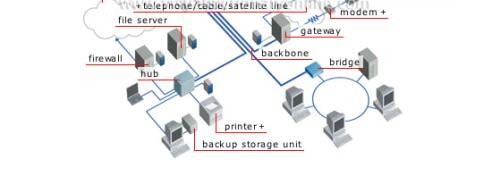 +telephone/cable/satellite line
modem +
file server
gateway
firewall
backbone
bridge
hub
printer+
backup storage unit